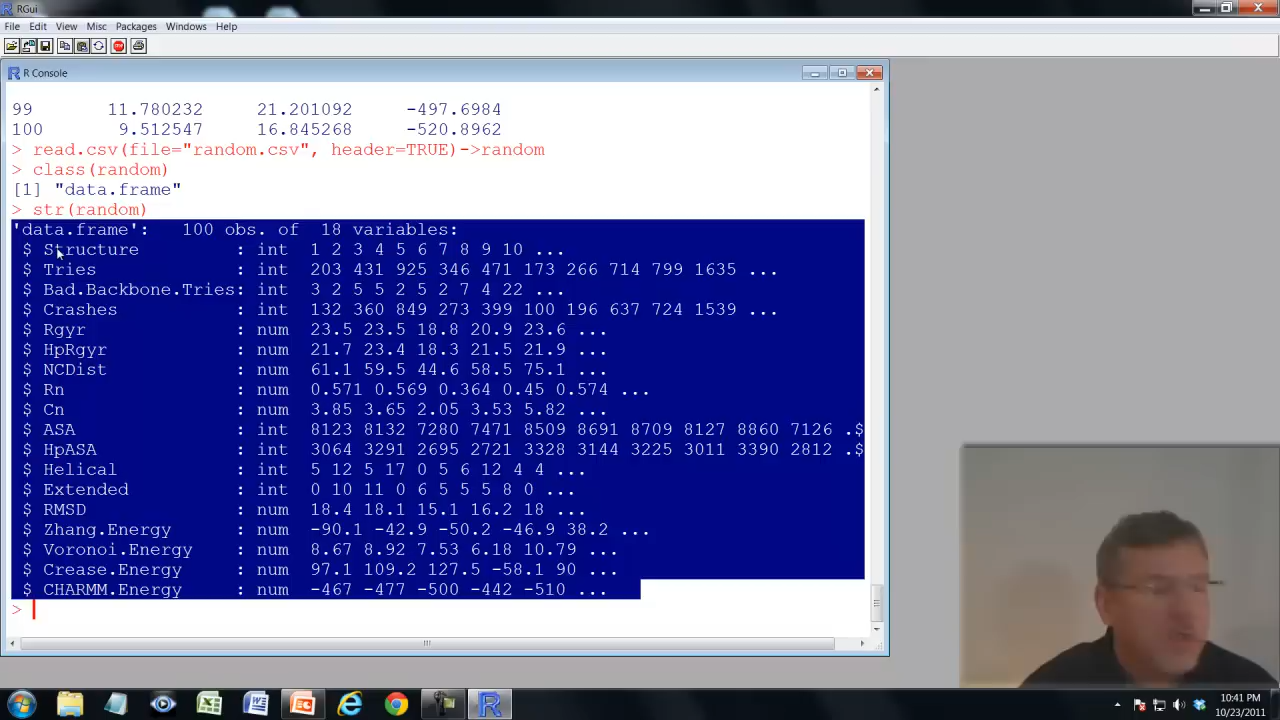 RGui
File Edit View Misc Packages Windows Help
R Console
99 11.780232 21.201092 -497.6984
100 9.512547 16.845268 -520.8962
> read.csv(file="random.csv", header=TRUE)->random
> class(random)
[1] "data.frame"
> str(random)
'data.frame': 100 obs. of 18 variables:
$ Structure : int 1 2 3 4 5 6 7 8 9 10 ...
$ Tries : int 203 431 925 346 471 173 266 714 799 1635 ...
$ Bad.Backbone.Tries: int 3 2 5 5 2 5 2 7 4 22 ...
$ Crashes : int 132 360 849 273 399 100 196 637 724 1539 ...
$ Rgyr : num 23.5 23.5 18.8 20.9 23.6 ...
$ HpRgyr : num 21.7 23.4 18.3 21.5 21.9 ...
$ NCDist : num 61.1 59.5 44.6 58.5 75.1 ...
$ Rn : num 0.571 0.569 0.364 0.45 0.574 ...
$ Cn : num 3.85 3.65 2.05 3.53 5.82 ...
$ ASA : int 8123 8132 7280 7471 8509 8691 8709 8127 8860 7126 .$
$ HpASA : int 3064 3291 2695 2721 3328 3144 3225 3011 3390 2812 .$
$ Helical : int 5 12 5 17 0 5 6 12 4 4 ...
$ Extended : int 0 10 11 0 6 5 5 5 8 0 ...
$ RMSD : num 18.4 18.1 15.1 16.2 18 ...
$ Zhang.Energy : num -90.1 -42.9 -50.2 -46.9 38.2 ...
$ Voronoi.Energy : num 8.67 8.92 7.53 6.18 10.79 ...
$ Crease.Energy : num 97.1 109.2 127.5 -58.1 90 ...
$ CHARMM.Energy : num -467 -477 -500 -442 -510 ...
>
10:41 PM
10/23/2011